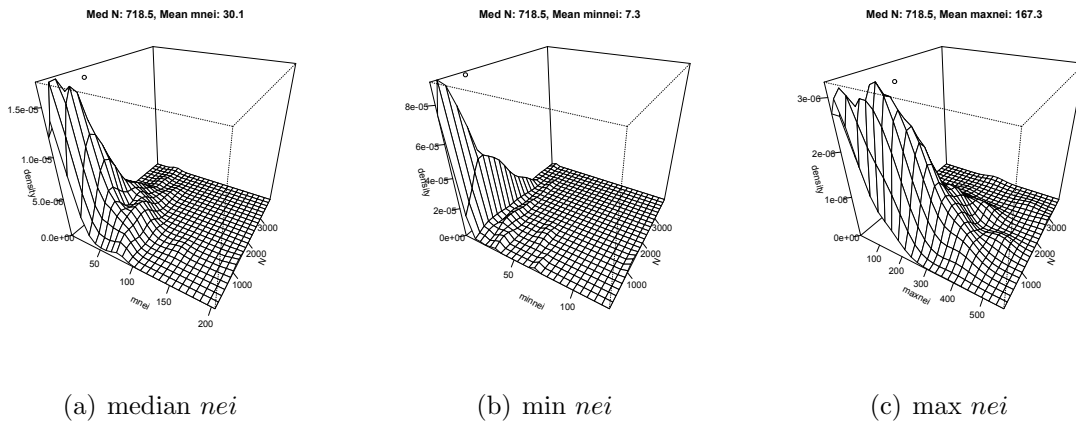 Med N: 718.5, Mean mnei: 30.1
1.5e-05
1.0e-05
5.0e-06
0.0e+00
density
50
100
150
200
mnei
1000
2000
3000
N
(a) median nei
Med N: 718.5, Mean minnei: 7.3
8e-05
6e-05
4e-05
2e-05
0e+00
density
50
100
minnei
1000
2000
3000
N
(b) min nei
Med N: 718.5, Mean maxnei: 167.3
3e-06
2e-06
1e-06
0e+00
density
100
200
300
400
500
maxnei
1000
2000
3000
N
(c) max nei